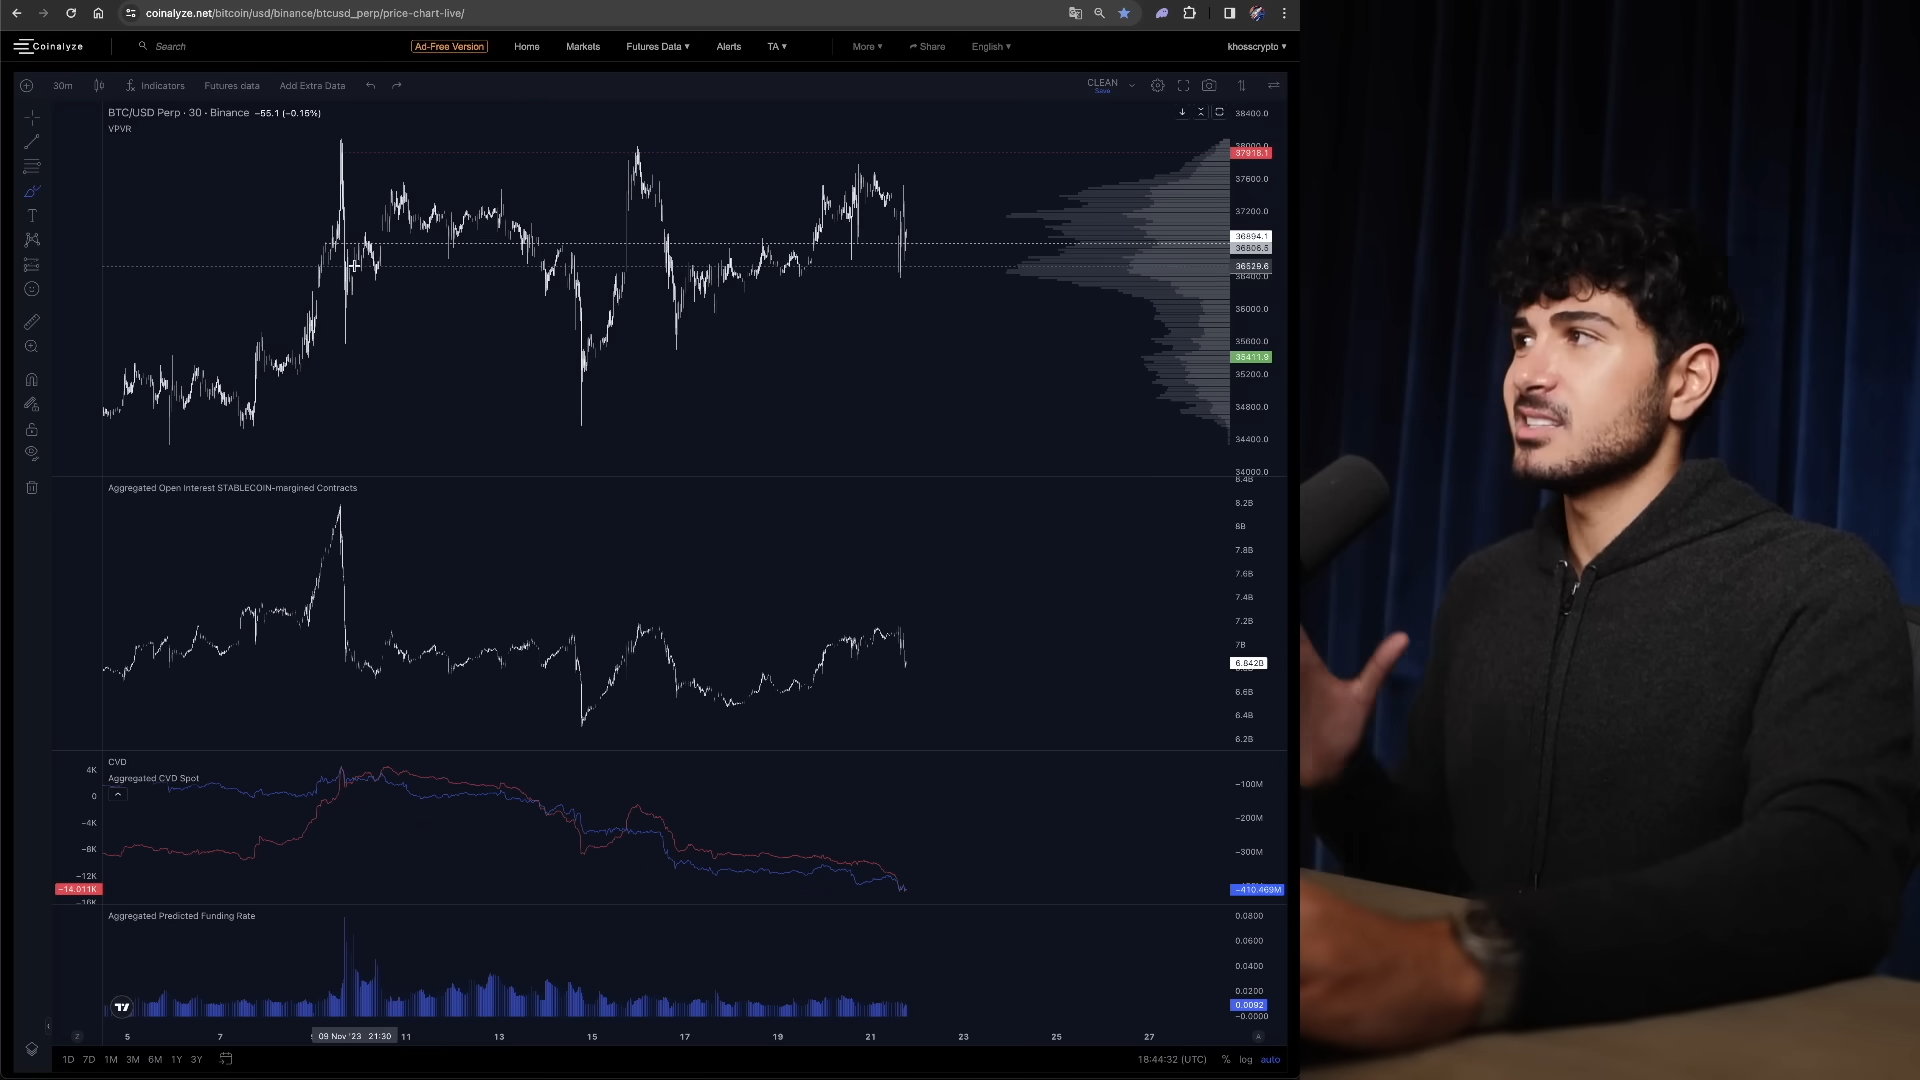 coinalyze.net/bitcoin/usd/binance/btcusd_perp/price-chart-live/
Coinalyze Search Ad-Free Version Home Markets Futures Data ▾ Alerts TA ▾ More ▾ Share English ▾ khosscrypto ▾
30m Indicators Futures data Add Extra Data CLEAN
Save
BTC/USD Perp · 30 · Binance −55.1 (−0.15%)
VPVR
38400.0
38000.0
37918.1
37600.0
37200.0
36894.1
36806.5
36529.6
36400.0
36000.0
35600.0
35411.9
35200.0
34800.0
34400.0
34000.0
8.4B
Aggregated Open Interest STABLECOIN-margined Contracts
8.2B
8B
7.8B
7.6B
7.4B
7.2B
7B
6.842B
6.6B
6.4B
6.2B
CVD
4K
Aggregated CVD Spot
−100M
0
−200M
−4K
−8K
−300M
−12K
−14.011K
−410.469M
−16K
Aggregated Predicted Funding Rate
0.0800
0.0600
0.0400
0.0200
0.0092
−0.0000
Z 5 7 09 Nov '23 21:30 11 13 15 17 19 21 23 25 27 A
1D 7D 1M 3M 6M 1Y 3Y 18:44:32 (UTC) % log auto